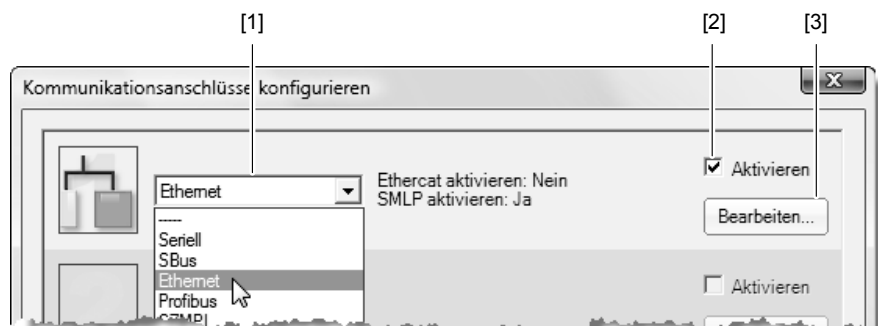 [1] [2] [3]
Kommunikationsanschlüsse konfigurieren
Ethernet
Ethercat aktivieren: Nein
SMLP aktivieren: Ja
Aktivieren
Bearbeiten...
-----
Seriell
SBus
Ethernet
Profibus
Aktivieren